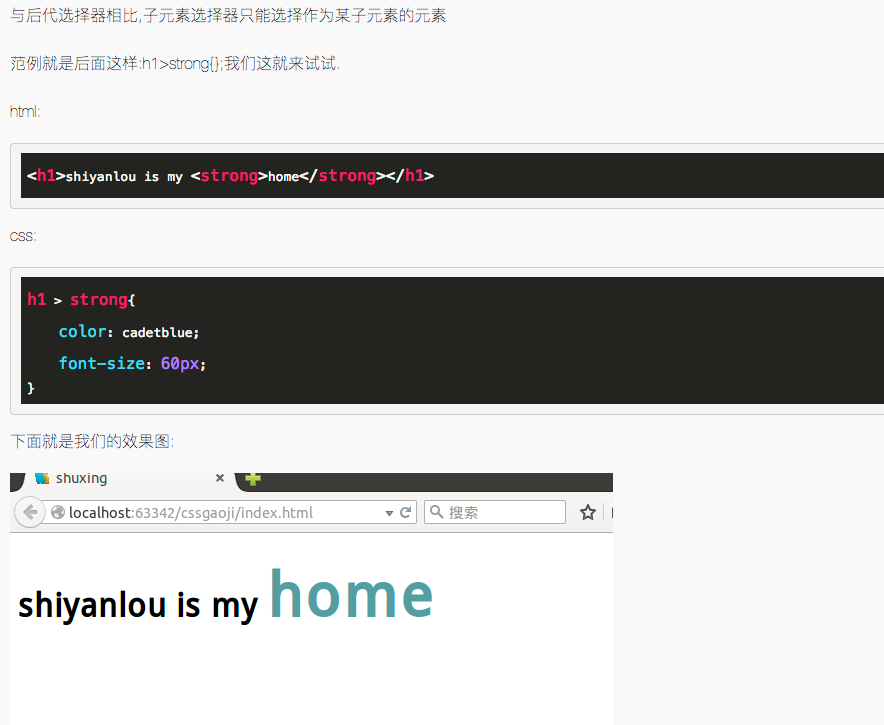 与后代选择器相比,子元素选择器只能选择作为某子元素的元素
范例就是后面这样:h1>strong{};我们这就来试试.
html:
<h1>shiyanlou is my <strong>home</strong></h1>
css:
h1 > strong{
color: cadetblue;
font-size: 60px;
}
下面就是我们的效果图:
shuxing
localhost:63342/cssgaoji/index.html
搜索
shiyanlou is my home